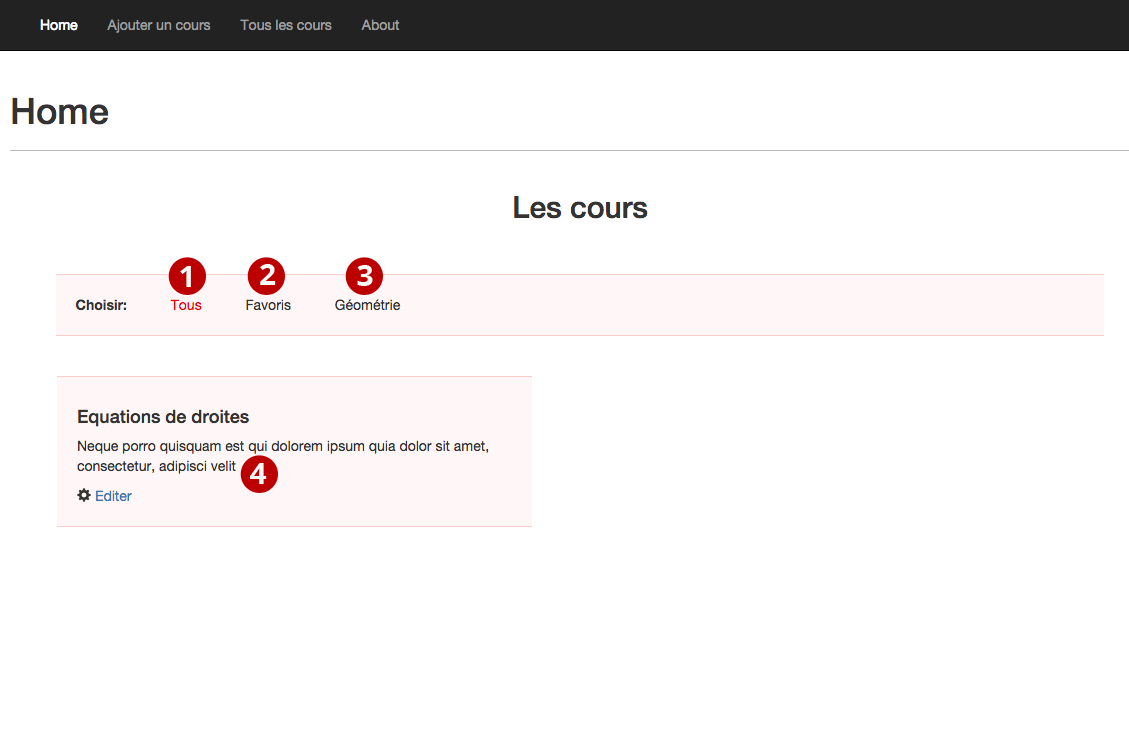 Home Ajouter un cours Tous les cours About
Home
Les cours
1 2 3
Choisir: Tous Favoris Géométrie
Equations de droites
Neque porro quisquam est qui dolorem ipsum quia dolor sit amet,
consectetur, adipisci velit 4
Editer